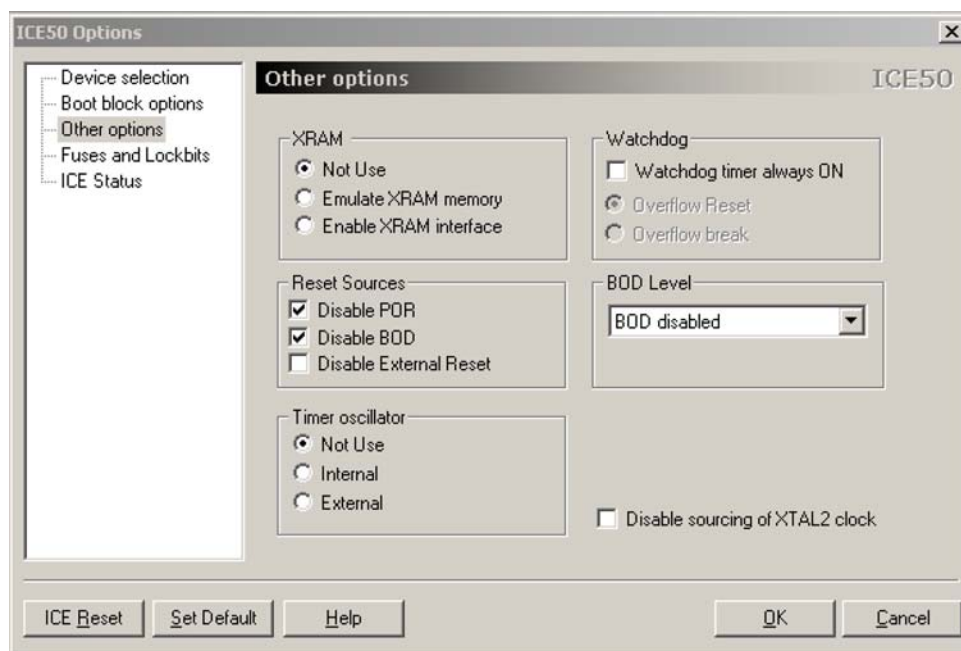 ICE50 Options
Device selection
Boot block options
Other options
Fuses and Lockbits
ICE Status
Other options
ICE50
XRAM
Not Use
Emulate XRAM memory
Enable XRAM interface
Watchdog
Watchdog timer always ON
Overflow Reset
Overflow break
Reset Sources
Disable POR
Disable BOD
Disable External Reset
BOD Level
BOD disabled
Timer oscillator
Not Use
Internal
External
Disable sourcing of XTAL2 clock
ICE Reset
Set Default
Help
OK
Cancel